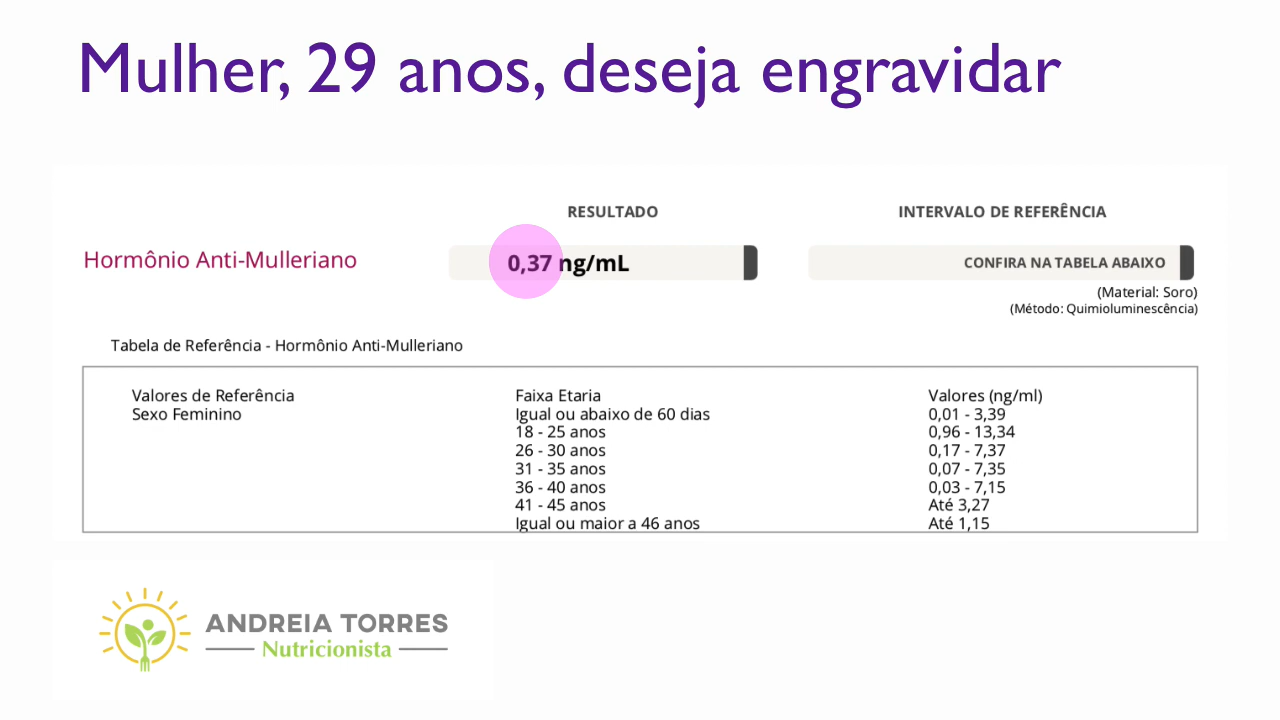 Mulher, 29 anos, deseja engravidar
RESULTADO INTERVALO DE REFERÊNCIA
Hormônio Anti-Mulleriano 0,37 ng/mL CONFIRA NA TABELA ABAIXO
(Material: Soro)
(Método: Quimioluminescência)
Tabela de Referência - Hormônio Anti-Mulleriano
Valores de Referência Faixa Etaria Valores (ng/ml)
Sexo Feminino Igual ou abaixo de 60 dias 0,01 - 3,39
18 - 25 anos 0,96 - 13,34
26 - 30 anos 0,17 - 7,37
31 - 35 anos 0,07 - 7,35
36 - 40 anos 0,03 - 7,15
41 - 45 anos Até 3,27
Igual ou maior a 46 anos Até 1,15
ANDREIA TORRES
Nutricionista